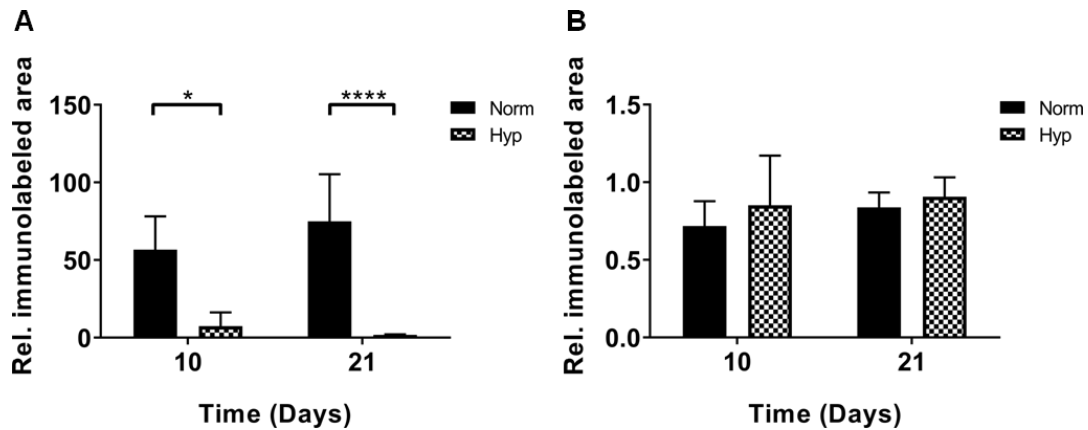 A
Rel. immunolabeled area
150
100
50
0
*
****
Norm
Hyp
10
21
Time (Days)
B
Rel. immunolabeled area
1.5
1.0
0.5
0.0
Norm
Hyp
10
21
Time (Days)